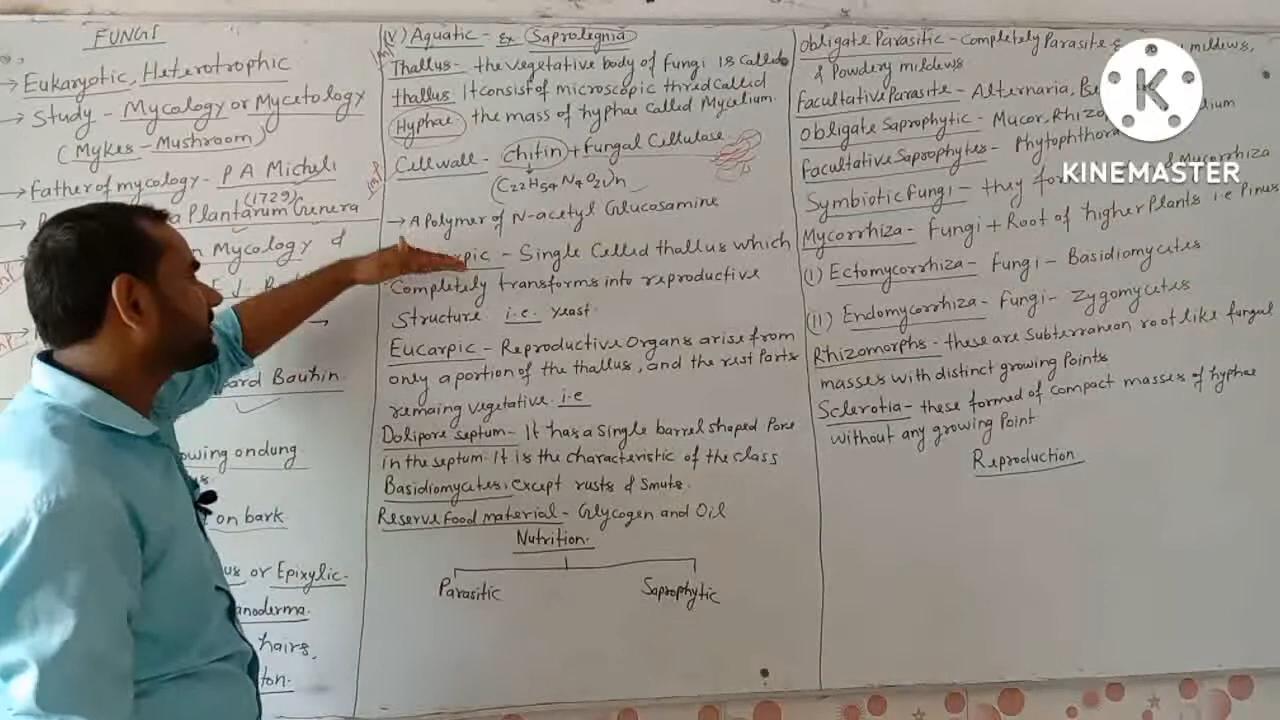 FUNGI
→ Eukaryotic, Heterotrophic
→ Study - Mycology or Mycetology
(Mykes - Mushroom)
→ Father of mycology - P A Micheli
(1729)
Plantarum Genera
Mycology &
E J
Bauhin
on dung
on bark
or Epixylic
hairs,
(IV) Aquatic - Ex Saprolegnia
Thallus - the vegetative body of fungi is called
thallus It consist of microscopic thred called
Hyphae the mass of hyphae called Mycelium.
Cellwall - chitin + Fungal Cellulase
(C22H54 N4 O21)n
→ A Polymer of N-acetyl Glucosamine
- Single Celled thallus which
Completely transforms into reproductive
structure i.e. yeast.
Eucarpic - Reproductive Organs arise from
only a portion of the thallus, and the rest Parts
remaing vegetative. i.e
Dolipore septum - It has a single barrel shaped Pore
in the septum. It is the characteristic of the class
Basidiomycetes. except rusts & smuts.
Reserve food material - Glycogen and Oil
Nutrition.
Parasitic Saprophytic
Obligate Parasitic - Completely Parasite mildews,
& Powdery mildews
Facultative Parasite - Alternaria,
Obligate Saprophytic - Mucor,
Facultative Saprophytes - Phytophthora
Symbiotic Fungi - they Mycorrhiza
Mycorrhiza - Fungi + Root of higher Plants i.e Pinus
(I) Ectomycorrhiza - Fungi - Basidiomycetes
(II) Endomycorrhiza - Fungi - Zygomycetes
Rhizomorphs - these are subterranean root like fungal
masses with distinct growing points
Sclerotia - these formed of compact masses of hyphae
without any growing Point
Reproduction
K
KINEMASTER